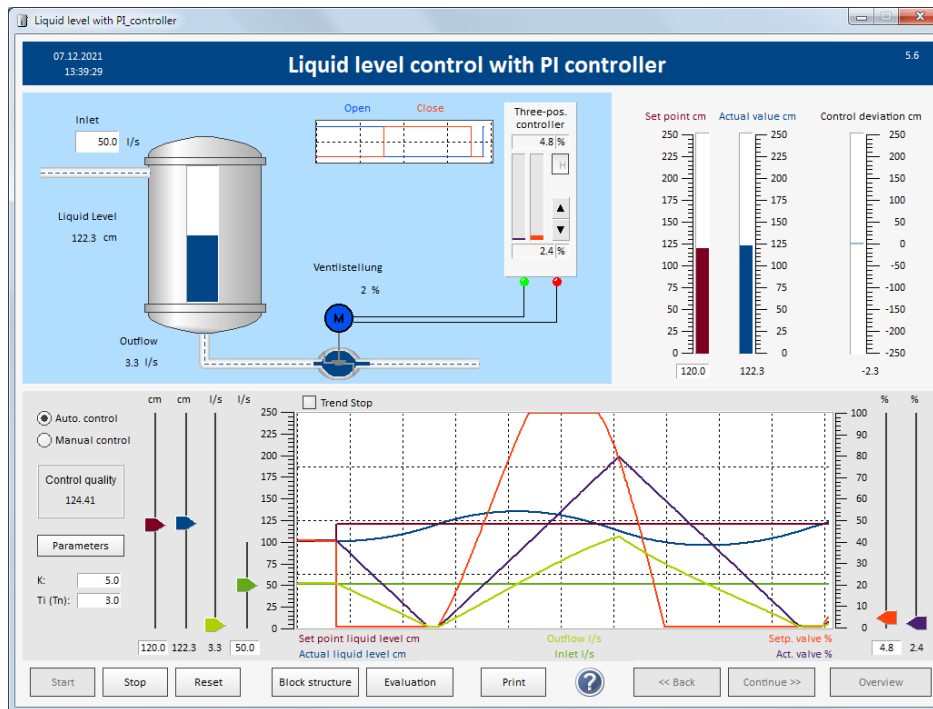 Liquid level with PI_controller
07.12.2021
13:39:29
Liquid level control with PI controller
5.6
Inlet
50.0 l/s
Liquid Level
122.3 cm
Outflow
3.3 l/s
Open Close
Ventilstellung
2 %
M
Three-pos.
controller
4.8 %
H
2.4 %
Set point cm Actual value cm Control deviation cm
250 250 250
225 225 200
200 200 150
175 175 100
150 150 50
125 125 0
100 100 -50
75 75 -100
50 50 -150
25 25 -200
0 0 -250
120.0 122.3 -2.3
Auto. control
Manual control
Control quality
124.41
Parameters
K: 5.0
Ti (Tn): 3.0
cm cm l/s l/s
120.0 122.3 3.3 50.0
Trend Stop
250
225
200
175
150
125
100
75
50
25
0
100
90
80
70
60
50
40
30
20
10
0
Set point liquid level cm Outflow l/s Setp. valve %
Actual liquid level cm Inlet l/s Act. valve %
% %
4.8 2.4
Start Stop Reset Block structure Evaluation Print ? << Back Continue >> Overview